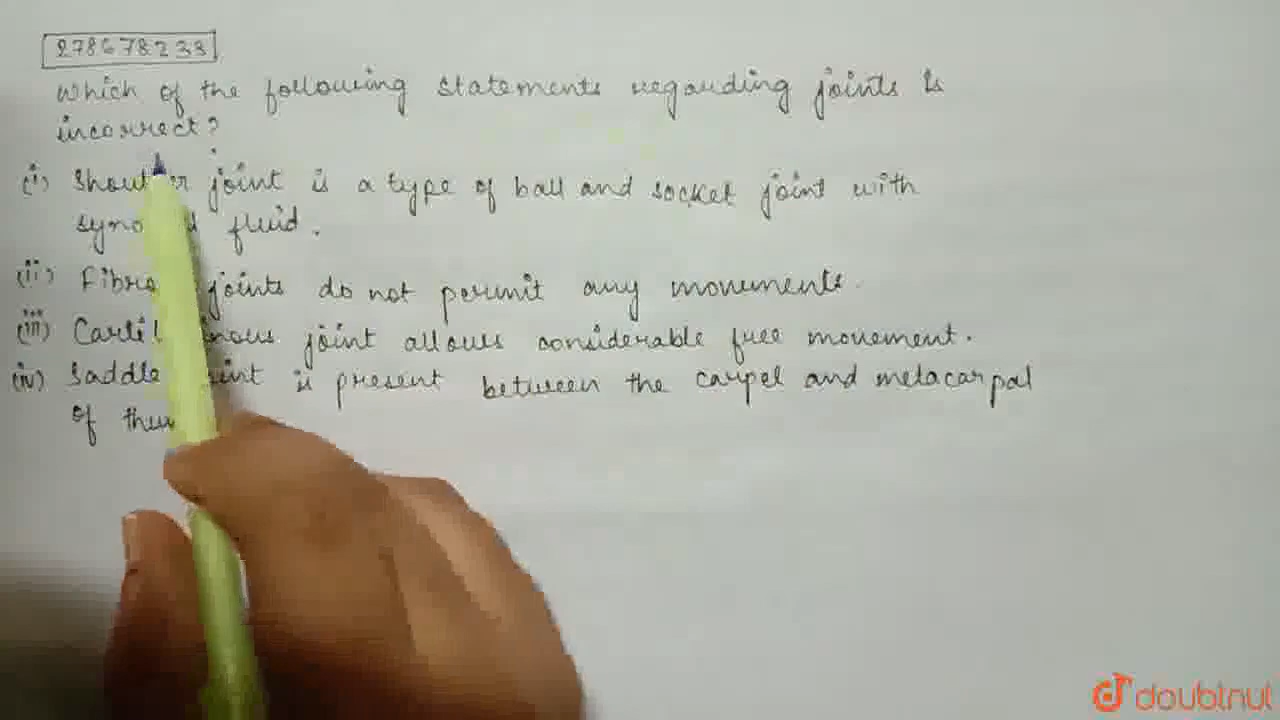 278678233
Which of the following statements regarding joints is
incorrect?
(i) joint is a type of ball and socket joint with
fluid.
(ii) joints do not permit any movements.
(iii) joint allows considerable free movement.
(iv) Saddle is present between the carpel and metacarpal
of
doubtnut